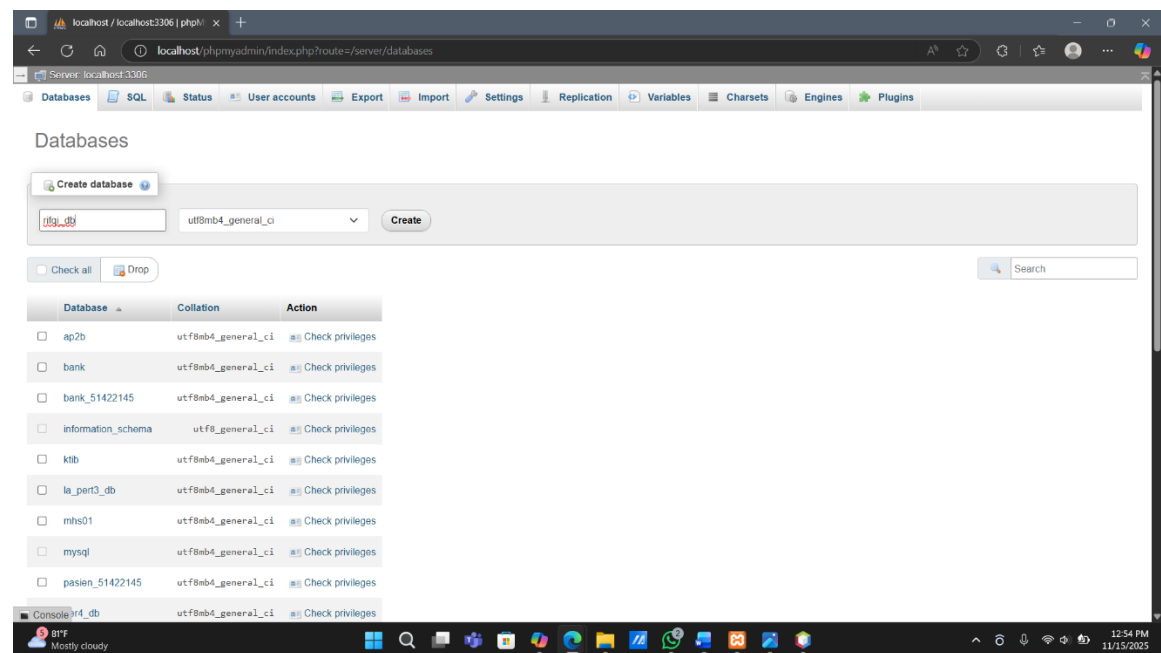 localhost / localhost:3306 | phpM
localhost/phpmyadmin/index.php?route=/server/databases
Server: localhost:3306
Databases SQL Status User accounts Export Import Settings Replication Variables Charsets Engines Plugins
Databases
Create database
rifqi_db utf8mb4_general_ci Create
Check all Drop Search
Database Collation Action
ap2b utf8mb4_general_ci Check privileges
bank utf8mb4_general_ci Check privileges
bank_51422145 utf8mb4_general_ci Check privileges
information_schema utf8_general_ci Check privileges
ktib utf8mb4_general_ci Check privileges
la_pert3_db utf8mb4_general_ci Check privileges
mhs01 utf8mb4_general_ci Check privileges
mysql utf8mb4_general_ci Check privileges
pasien_51422145 utf8mb4_general_ci Check privileges
Console r4_db utf8mb4_general_ci Check privileges
5 81°F
Mostly cloudy
12:54 PM
11/15/2025